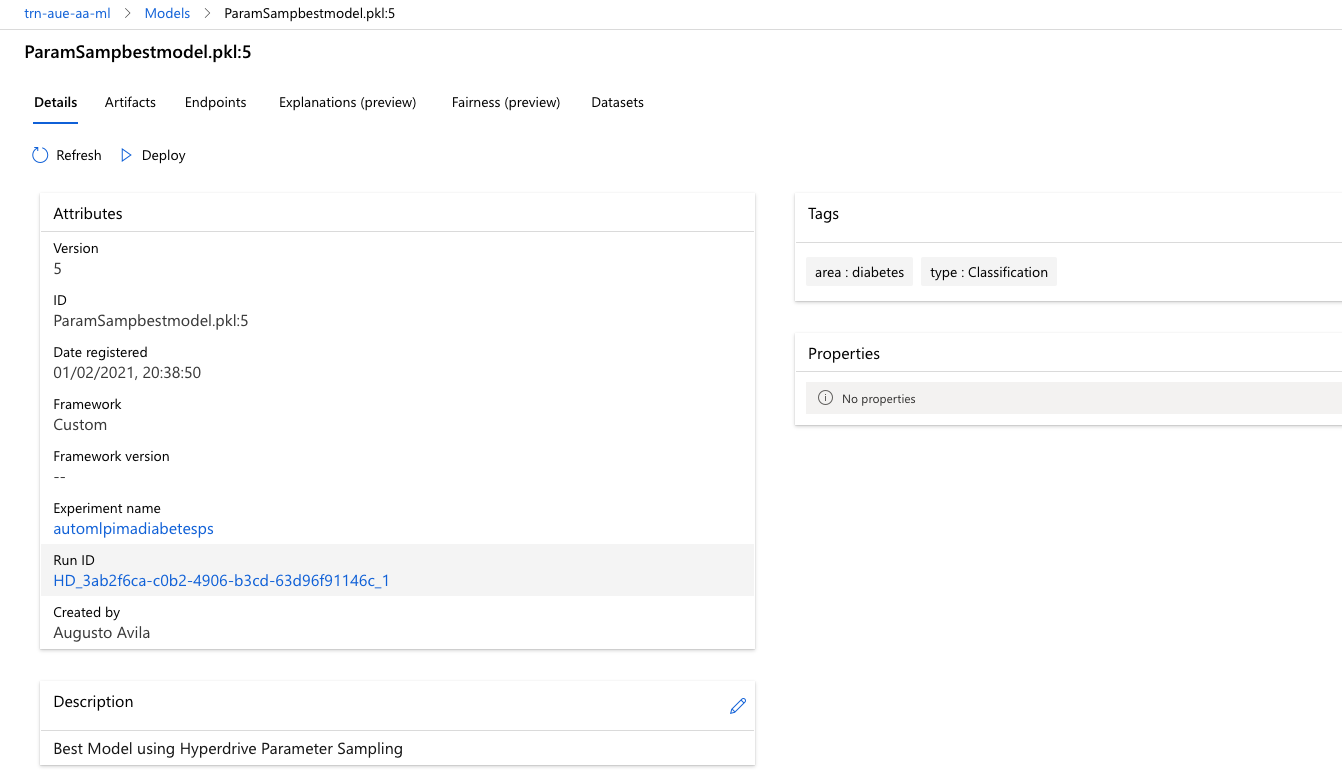 trn-aue-aa-ml > Models > ParamSampbestmodel.pkl:5
ParamSampbestmodel.pkl:5
Details Artifacts Endpoints Explanations (preview) Fairness (preview) Datasets
Refresh Deploy
Attributes
Version
5
ID
ParamSampbestmodel.pkl:5
Date registered
01/02/2021, 20:38:50
Framework
Custom
Framework version
--
Experiment name
automlpimadiabetesps
Run ID
HD_3ab2f6ca-c0b2-4906-b3cd-63d96f91146c_1
Created by
Augusto Avila
Description
Best Model using Hyperdrive Parameter Sampling
Tags
area : diabetes type : Classification
Properties
No properties